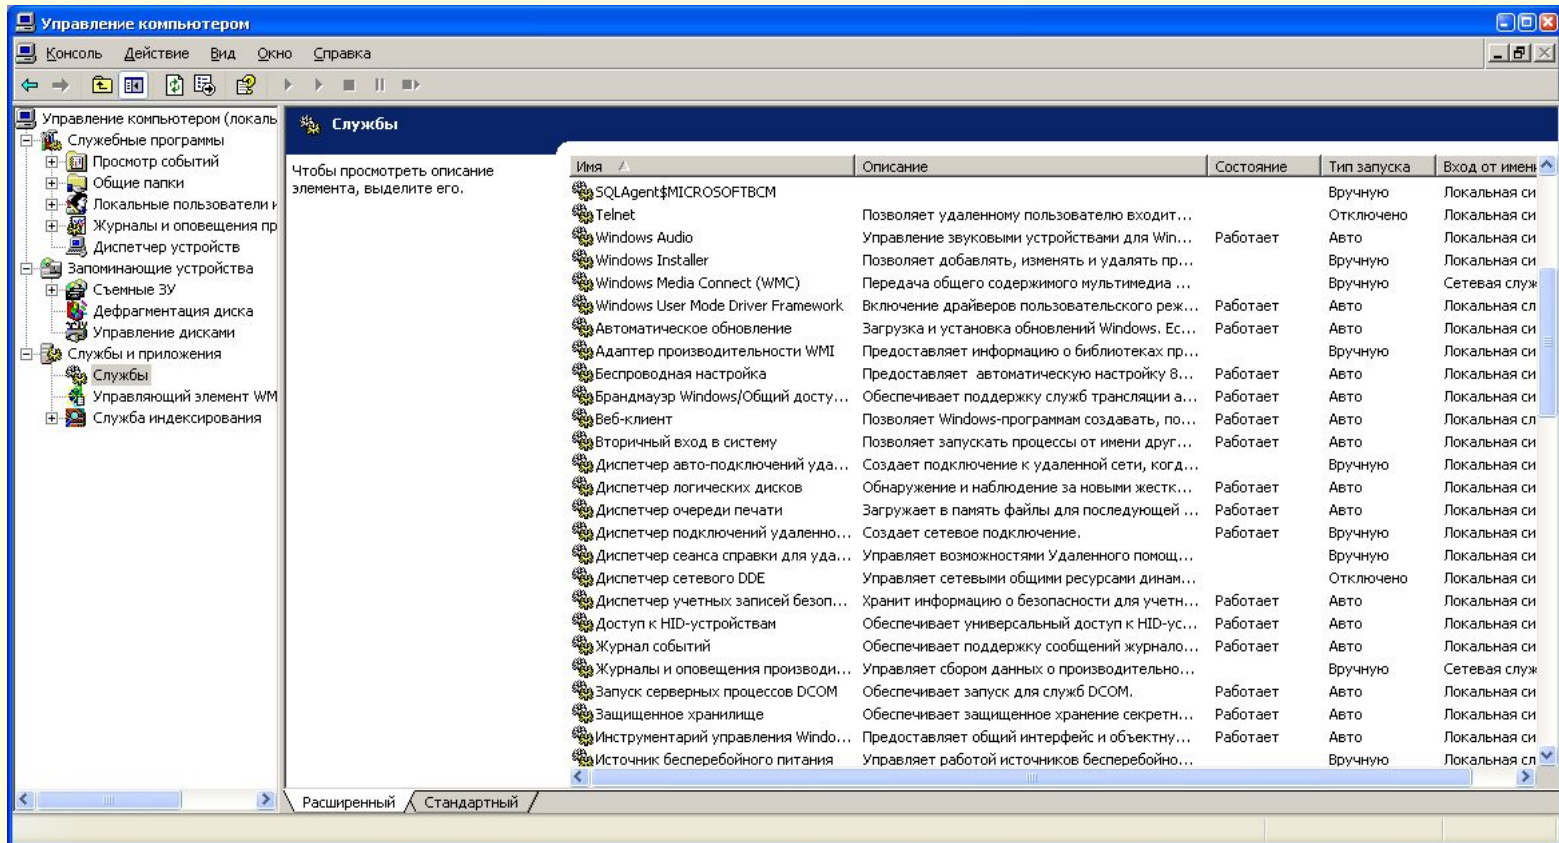 Управление компьютером
Консоль Действие Вид Окно Справка
Управление компьютером (локаль
Служебные программы
Просмотр событий
Общие папки
Локальные пользователи и
Журналы и оповещения пр
Диспетчер устройств
Запоминающие устройства
Съемные ЗУ
Дефрагментация диска
Управление дисками
Службы и приложения
Службы
Управляющий элемент WM
Служба индексирования
Службы
Чтобы просмотреть описание
элемента, выделите его.
Имя Описание Состояние Тип запуска Вход от имени
SQLAgent$MICROSOFTBCM Вручную Локальная си
Telnet Позволяет удаленному пользователю входит... Отключено Локальная си
Windows Audio Управление звуковыми устройствами для Win... Работает Авто Локальная си
Windows Installer Позволяет добавлять, изменять и удалять пр... Вручную Локальная си
Windows Media Connect (WMC) Передача общего содержимого мультимедиа ... Вручную Сетевая служ
Windows User Mode Driver Framework Включение драйверов пользовательского реж... Работает Авто Локальная сл
Автоматическое обновление Загрузка и установка обновлений Windows. Ес... Работает Авто Локальная си
Адаптер производительности WMI Предоставляет информацию о библиотеках пр... Вручную Локальная си
Беспроводная настройка Предоставляет автоматическую настройку 8... Работает Авто Локальная си
Брандмауэр Windows/Общий досту... Обеспечивает поддержку служб трансляции а... Работает Авто Локальная си
Веб-клиент Позволяет Windows-программам создавать, по... Работает Авто Локальная сл
Вторичный вход в систему Позволяет запускать процессы от имени друг... Работает Авто Локальная си
Диспетчер авто-подключений уда... Создает подключение к удаленной сети, когд... Вручную Локальная си
Диспетчер логических дисков Обнаружение и наблюдение за новыми жестк... Работает Авто Локальная си
Диспетчер очереди печати Загружает в память файлы для последующей ... Работает Авто Локальная си
Диспетчер подключений удаленно... Создает сетевое подключение. Работает Вручную Локальная си
Диспетчер сеанса справки для уда... Управляет возможностями Удаленного помощ... Вручную Локальная си
Диспетчер сетевого DDE Управляет сетевыми общими ресурсами динам... Отключено Локальная си
Диспетчер учетных записей безоп... Хранит информацию о безопасности для учетн... Работает Авто Локальная си
Доступ к HID-устройствам Обеспечивает универсальный доступ к HID-ус... Работает Авто Локальная си
Журнал событий Обеспечивает поддержку сообщений журнало... Работает Авто Локальная си
Журналы и оповещения производи... Управляет сбором данных о производительно... Вручную Сетевая служ
Запуск серверных процессов DCOM Обеспечивает запуск для служб DCOM. Работает Авто Локальная си
Защищенное хранилище Обеспечивает защищенное хранение секретн... Работает Авто Локальная си
Инструментарий управления Windo... Предоставляет общий интерфейс и объектну... Работает Авто Локальная си
Источник бесперебойного питания Управляет работой источников бесперебойно... Вручную Локальная сл
Расширенный Стандартный